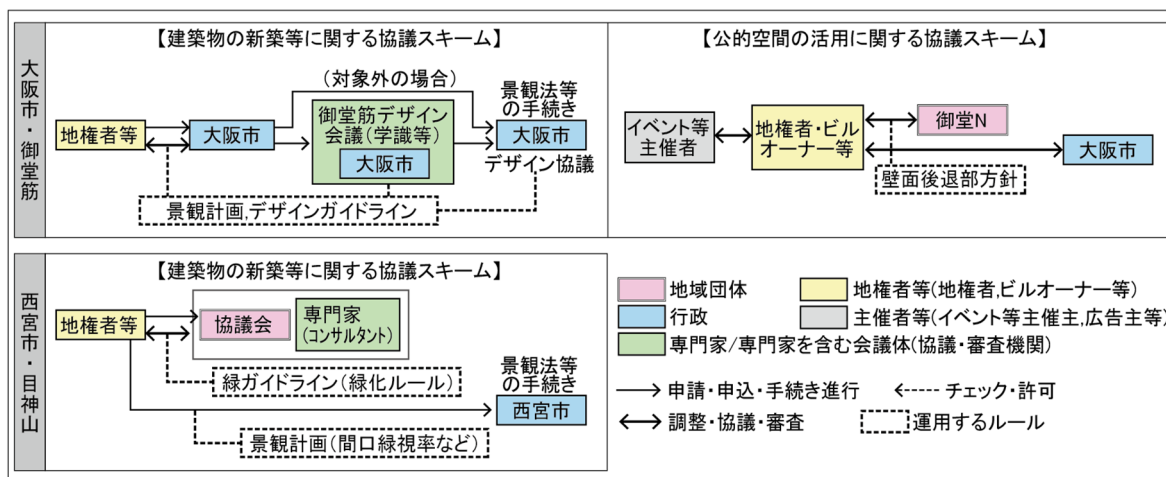 大阪市・御堂筋
【建築物の新築等に関する協議スキーム】
(対象外の場合)
景観法等
の手続き
地権者等
大阪市
御堂筋デザイン
会議(学識等)
大阪市
大阪市
デザイン協議
景観計画,デザインガイドライン
【公的空間の活用に関する協議スキーム】
イベント等
主催者
地権者・ビル
オーナー等
御堂N
大阪市
壁面後退部方針
西宮市・目神山
【建築物の新築等に関する協議スキーム】
地権者等
協議会
専門家
(コンサルタント)
緑ガイドライン(緑化ルール)
景観法等
の手続き
西宮市
景観計画(間口緑視率など)
地域団体
地権者等(地権者,ビルオーナー等)
行政
主催者等(イベント等主催主,広告主等)
専門家/専門家を含む会議体(協議・審査機関)
申請・申込・手続き進行
チェック・許可
調整・協議・審査
運用するルール